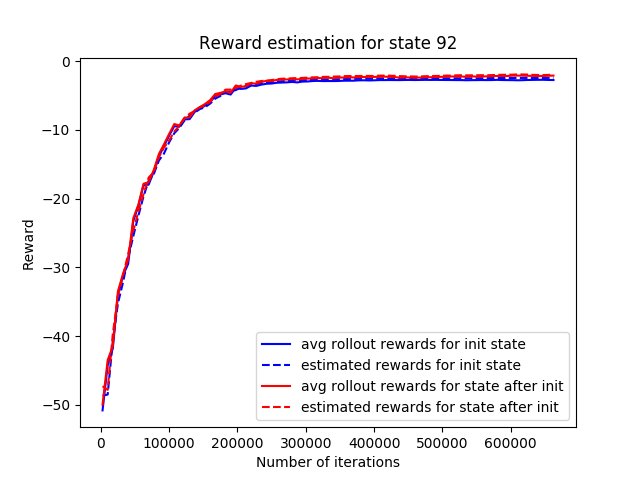 Reward estimation for state 92
Reward
0
−10
−20
−30
−40
−50
avg rollout rewards for init state
estimated rewards for init state
avg rollout rewards for state after init
estimated rewards for state after init
0 100000 200000 300000 400000 500000 600000
Number of iterations